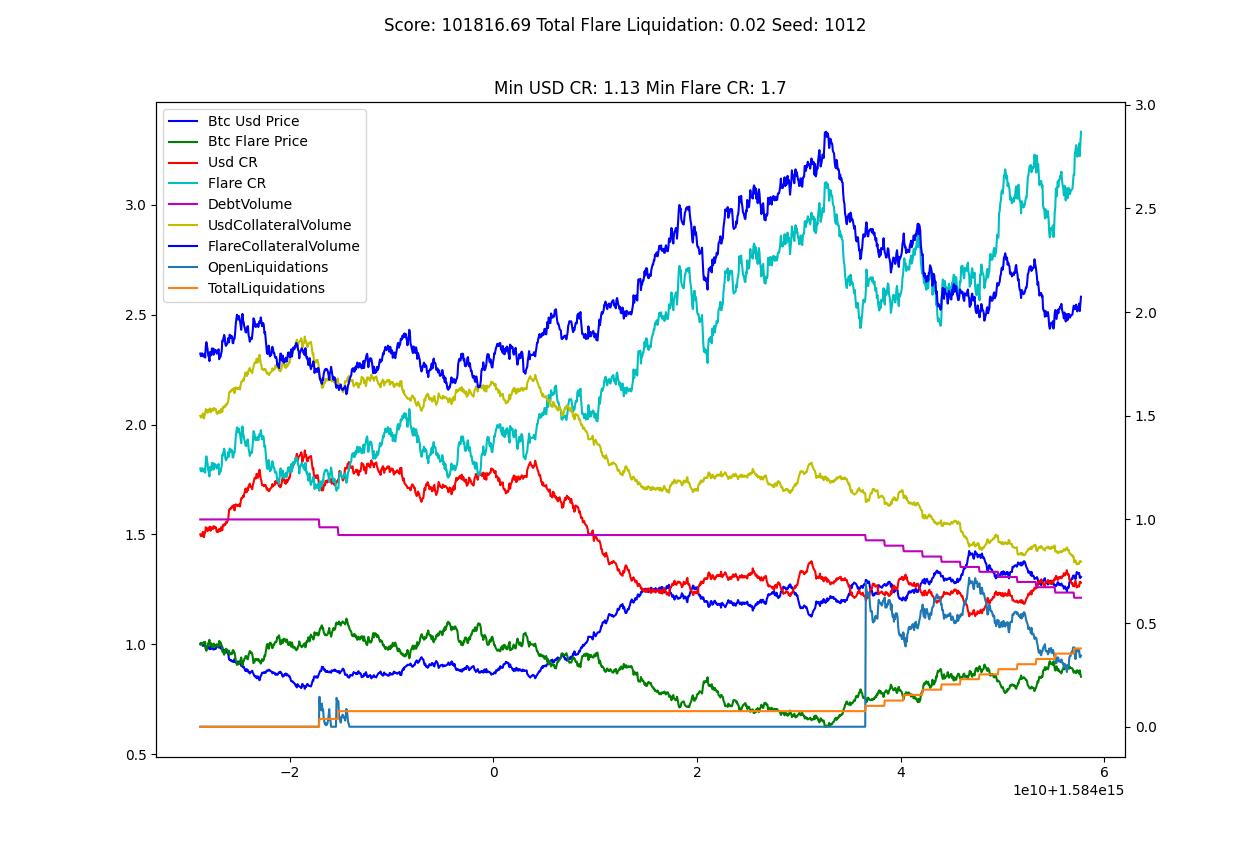 Score: 101816.69 Total Flare Liquidation: 0.02 Seed: 1012
Min USD CR: 1.13 Min Flare CR: 1.7
Btc Usd Price
Btc Flare Price
Usd CR
Flare CR
DebtVolume
UsdCollateralVolume
FlareCollateralVolume
OpenLiquidations
TotalLiquidations
3.0
2.5
2.0
1.5
1.0
0.5
3.0
2.5
2.0
1.5
1.0
0.5
0.0
−2
0
2
4
6
1e10+1.584e15